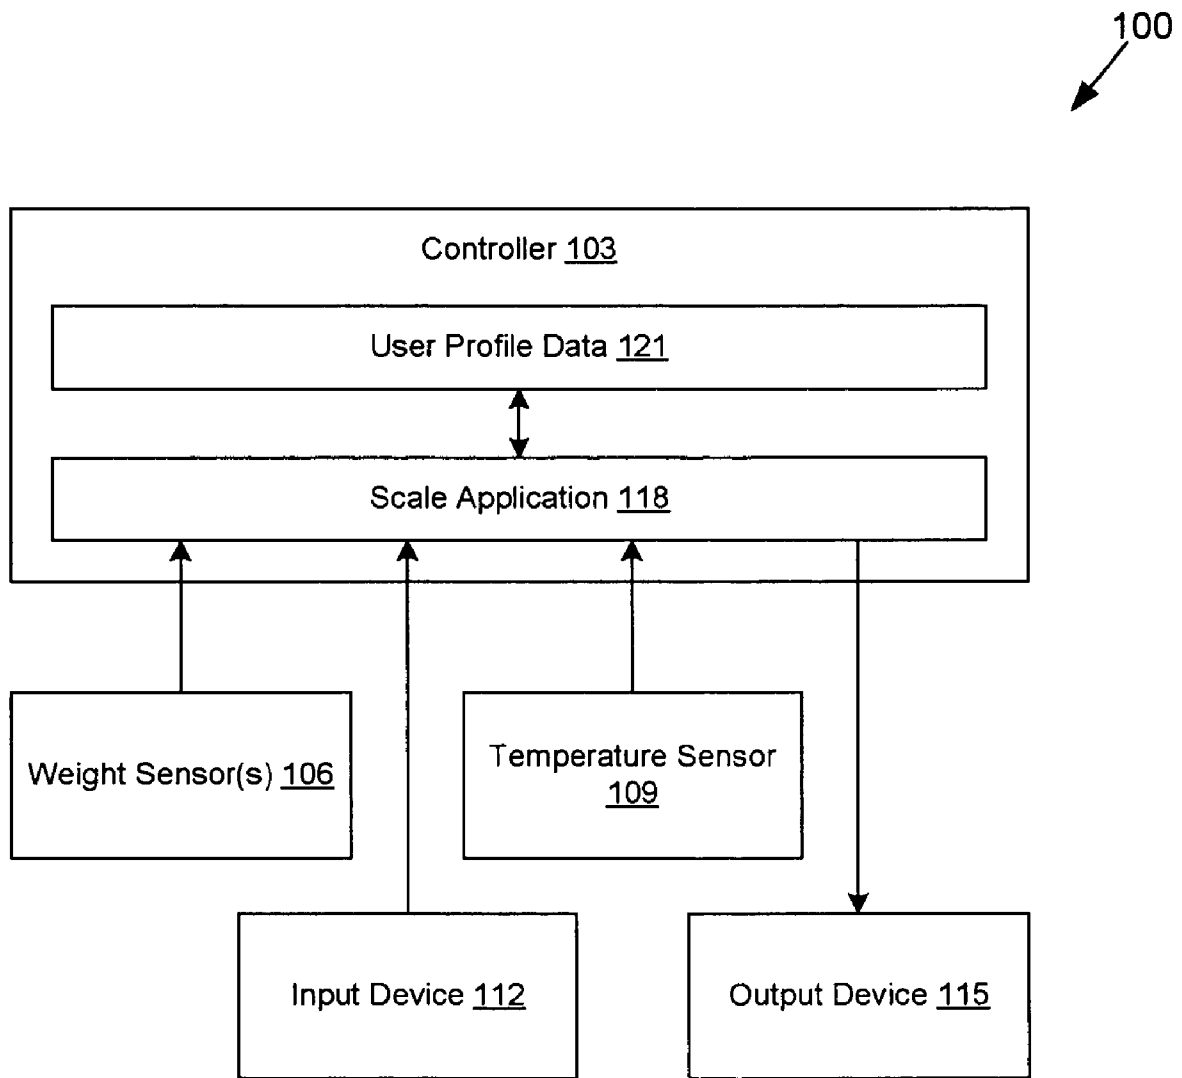 100
Controller 103
User Profile Data 121
Scale Application 118
Weight Sensor(s) 106
Temperature Sensor
109
Input Device 112
Output Device 115